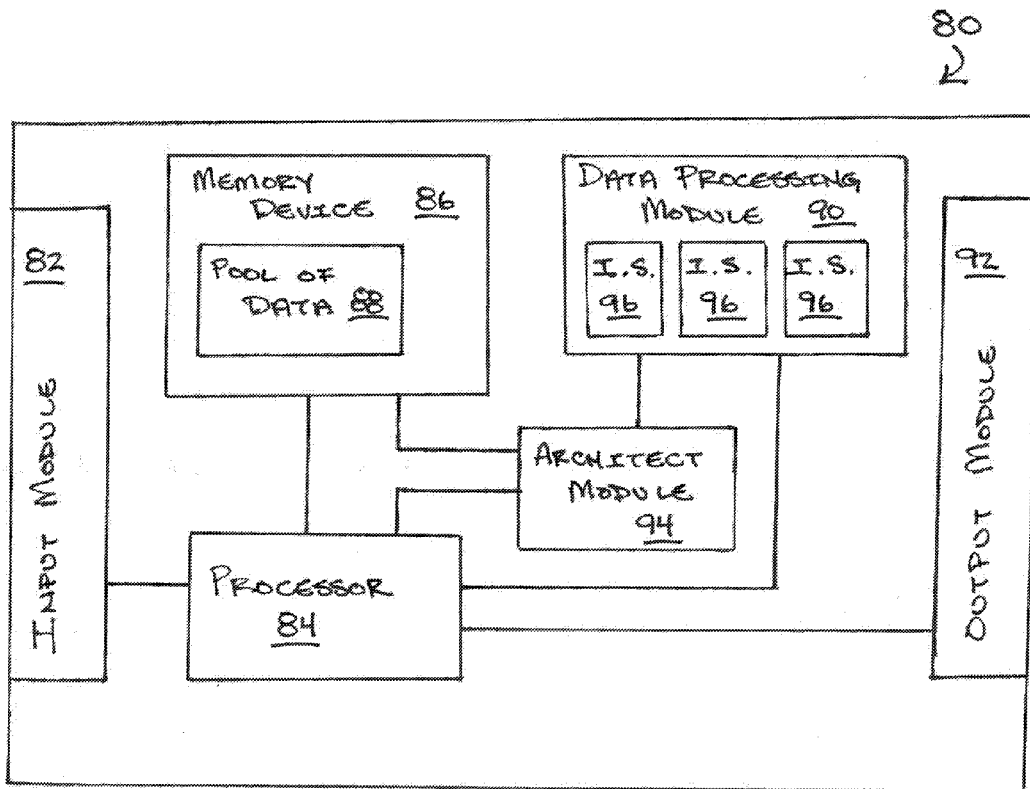 80
MEMORY
DEVICE 86
POOL OF
DATA 88
DATA PROCESSING
MODULE 90
I.S. I.S. I.S.
96 96 96
82
INPUT MODULE
92
OUTPUT MODULE
ARCHITECT
MODULE
94
PROCESSOR
84